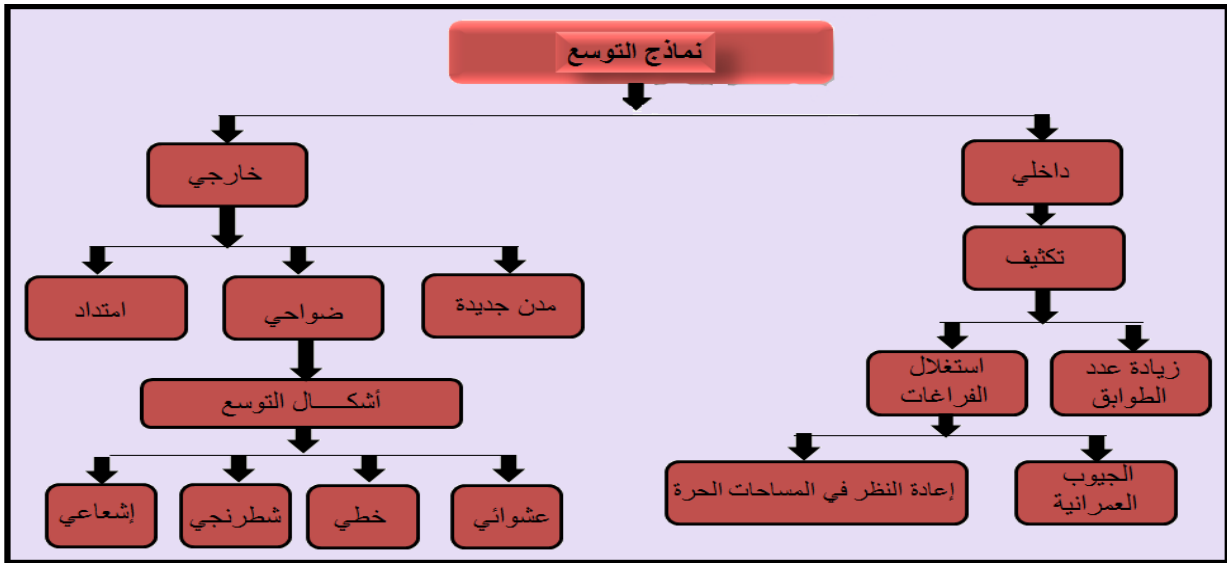 نماذج التوسع
داخلي
خارجي
تكثيف
مدن جديدة
ضواحي
امتداد
زيادة عدد
الطوابق
استغلال
الفراغات
أشكـــــال التوسع
الجيوب
العمرانية
إعادة النظر في المساحات الحرة
عشوائي
خطي
شطرنجي
إشعاعي